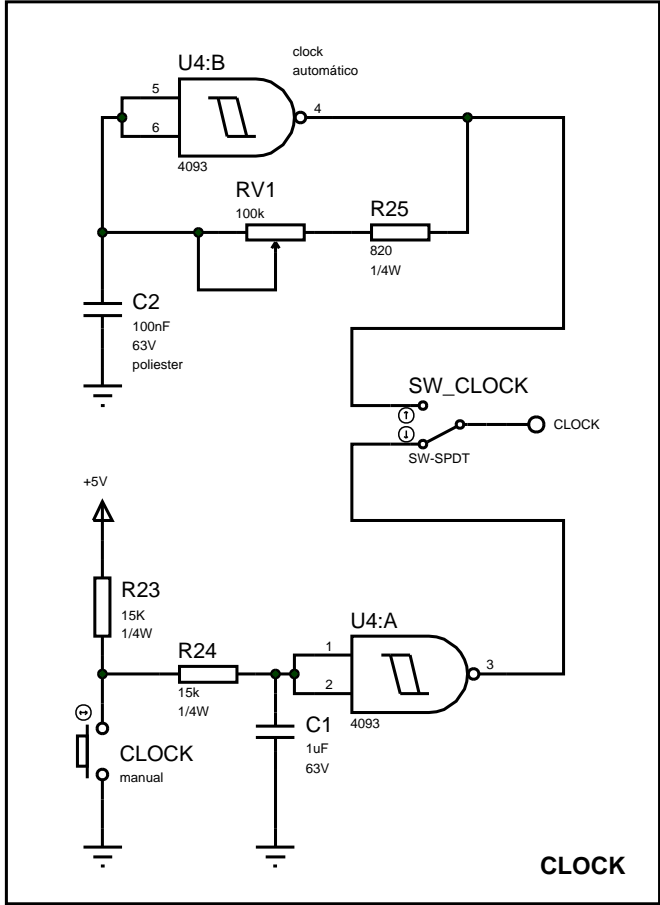 clock
automático
U4:B
5
6
4
4093
RV1
100k
R25
820
1/4W
C2
100nF
63V
poliester
SW_CLOCK
CLOCK
SW-SPDT
+5V
R23
15K
1/4W
R24
15k
1/4W
U4:A
1
2
3
4093
C1
1uF
63V
CLOCK
manual
CLOCK